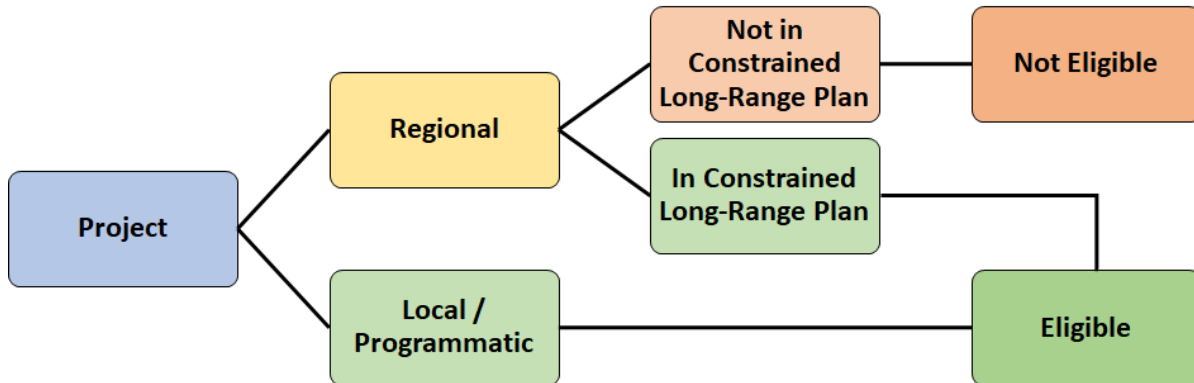 Not in
Constrained
Long-Range Plan
Not Eligible
Regional
In Constrained
Long-Range Plan
Project
Local /
Programmatic
Eligible